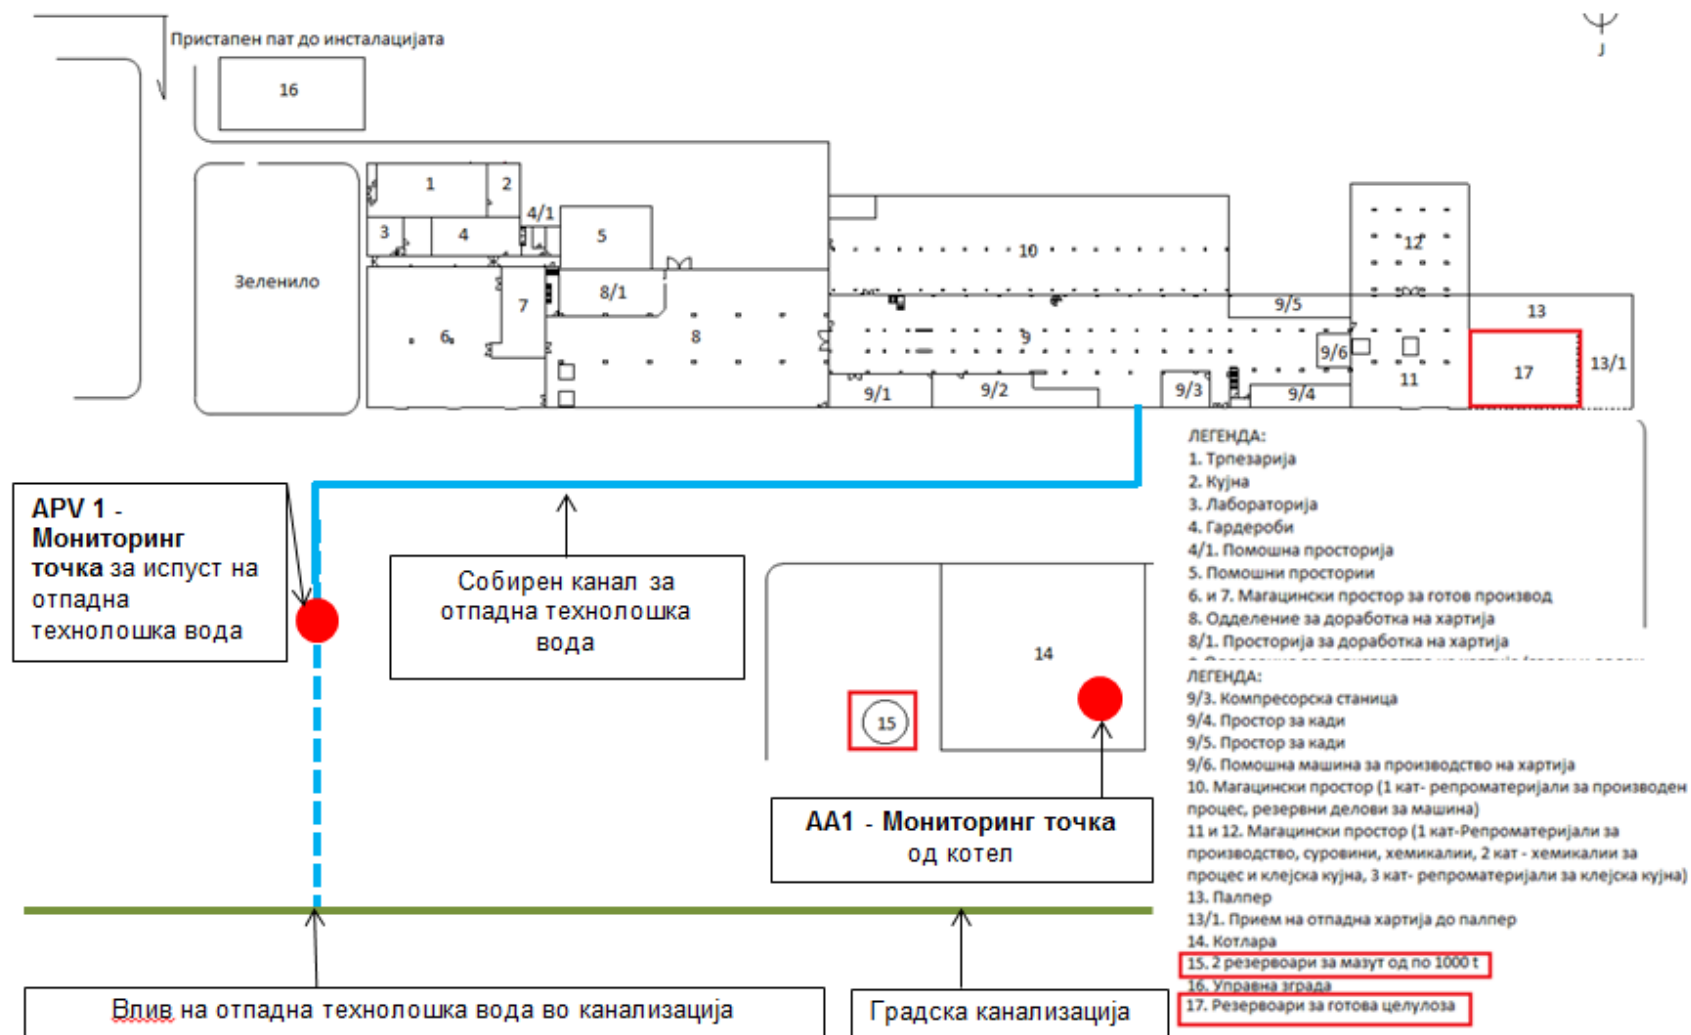 Пристапен пат до инсталацијата
Ј
16
1
2
3
4
4/1
5
Зеленило
6
7
8/1
8
10
9
9/1
9/2
9/3
9/4
9/5
9/6
12
11
13
17
13/1
APV 1 -
Мониторинг
точка за испуст на
отпадна
технолошка вода
Собирен канал за
отпадна технолошка
вода
14
15
АА1 - Мониторинг точка
од котел
Влив на отпадна технолошка вода во канализација
Градска канализација
ЛЕГЕНДА:
1. Трпезарија
2. Кујна
3. Лабораторија
4. Гардероби
4/1. Помошна просторија
5. Помошни простории
6. и 7. Магацински простор за готов производ
8. Одделение за доработка на хартија
8/1. Просторија за доработка на хартија
ЛЕГЕНДА:
9/3. Компресорска станица
9/4. Простор за кади
9/5. Простор за кади
9/6. Помошна машина за производство на хартија
10. Магацински простор (1 кат- репроматеријали за производен
процес, резервни делови за машина)
11 и 12. Магацински простор (1 кат-Репроматеријали за
производство, суровини, хемикалии, 2 кат - хемикалии за
процес и клејска кујна, 3 кат- репроматеријали за клејска кујна)
13. Палпер
13/1. Прием на отпадна хартија до палпер
14. Котлара
15. 2 резервоари за мазут од по 1000 t
16. Управна зграда
17. Резервоари за готова целулоза